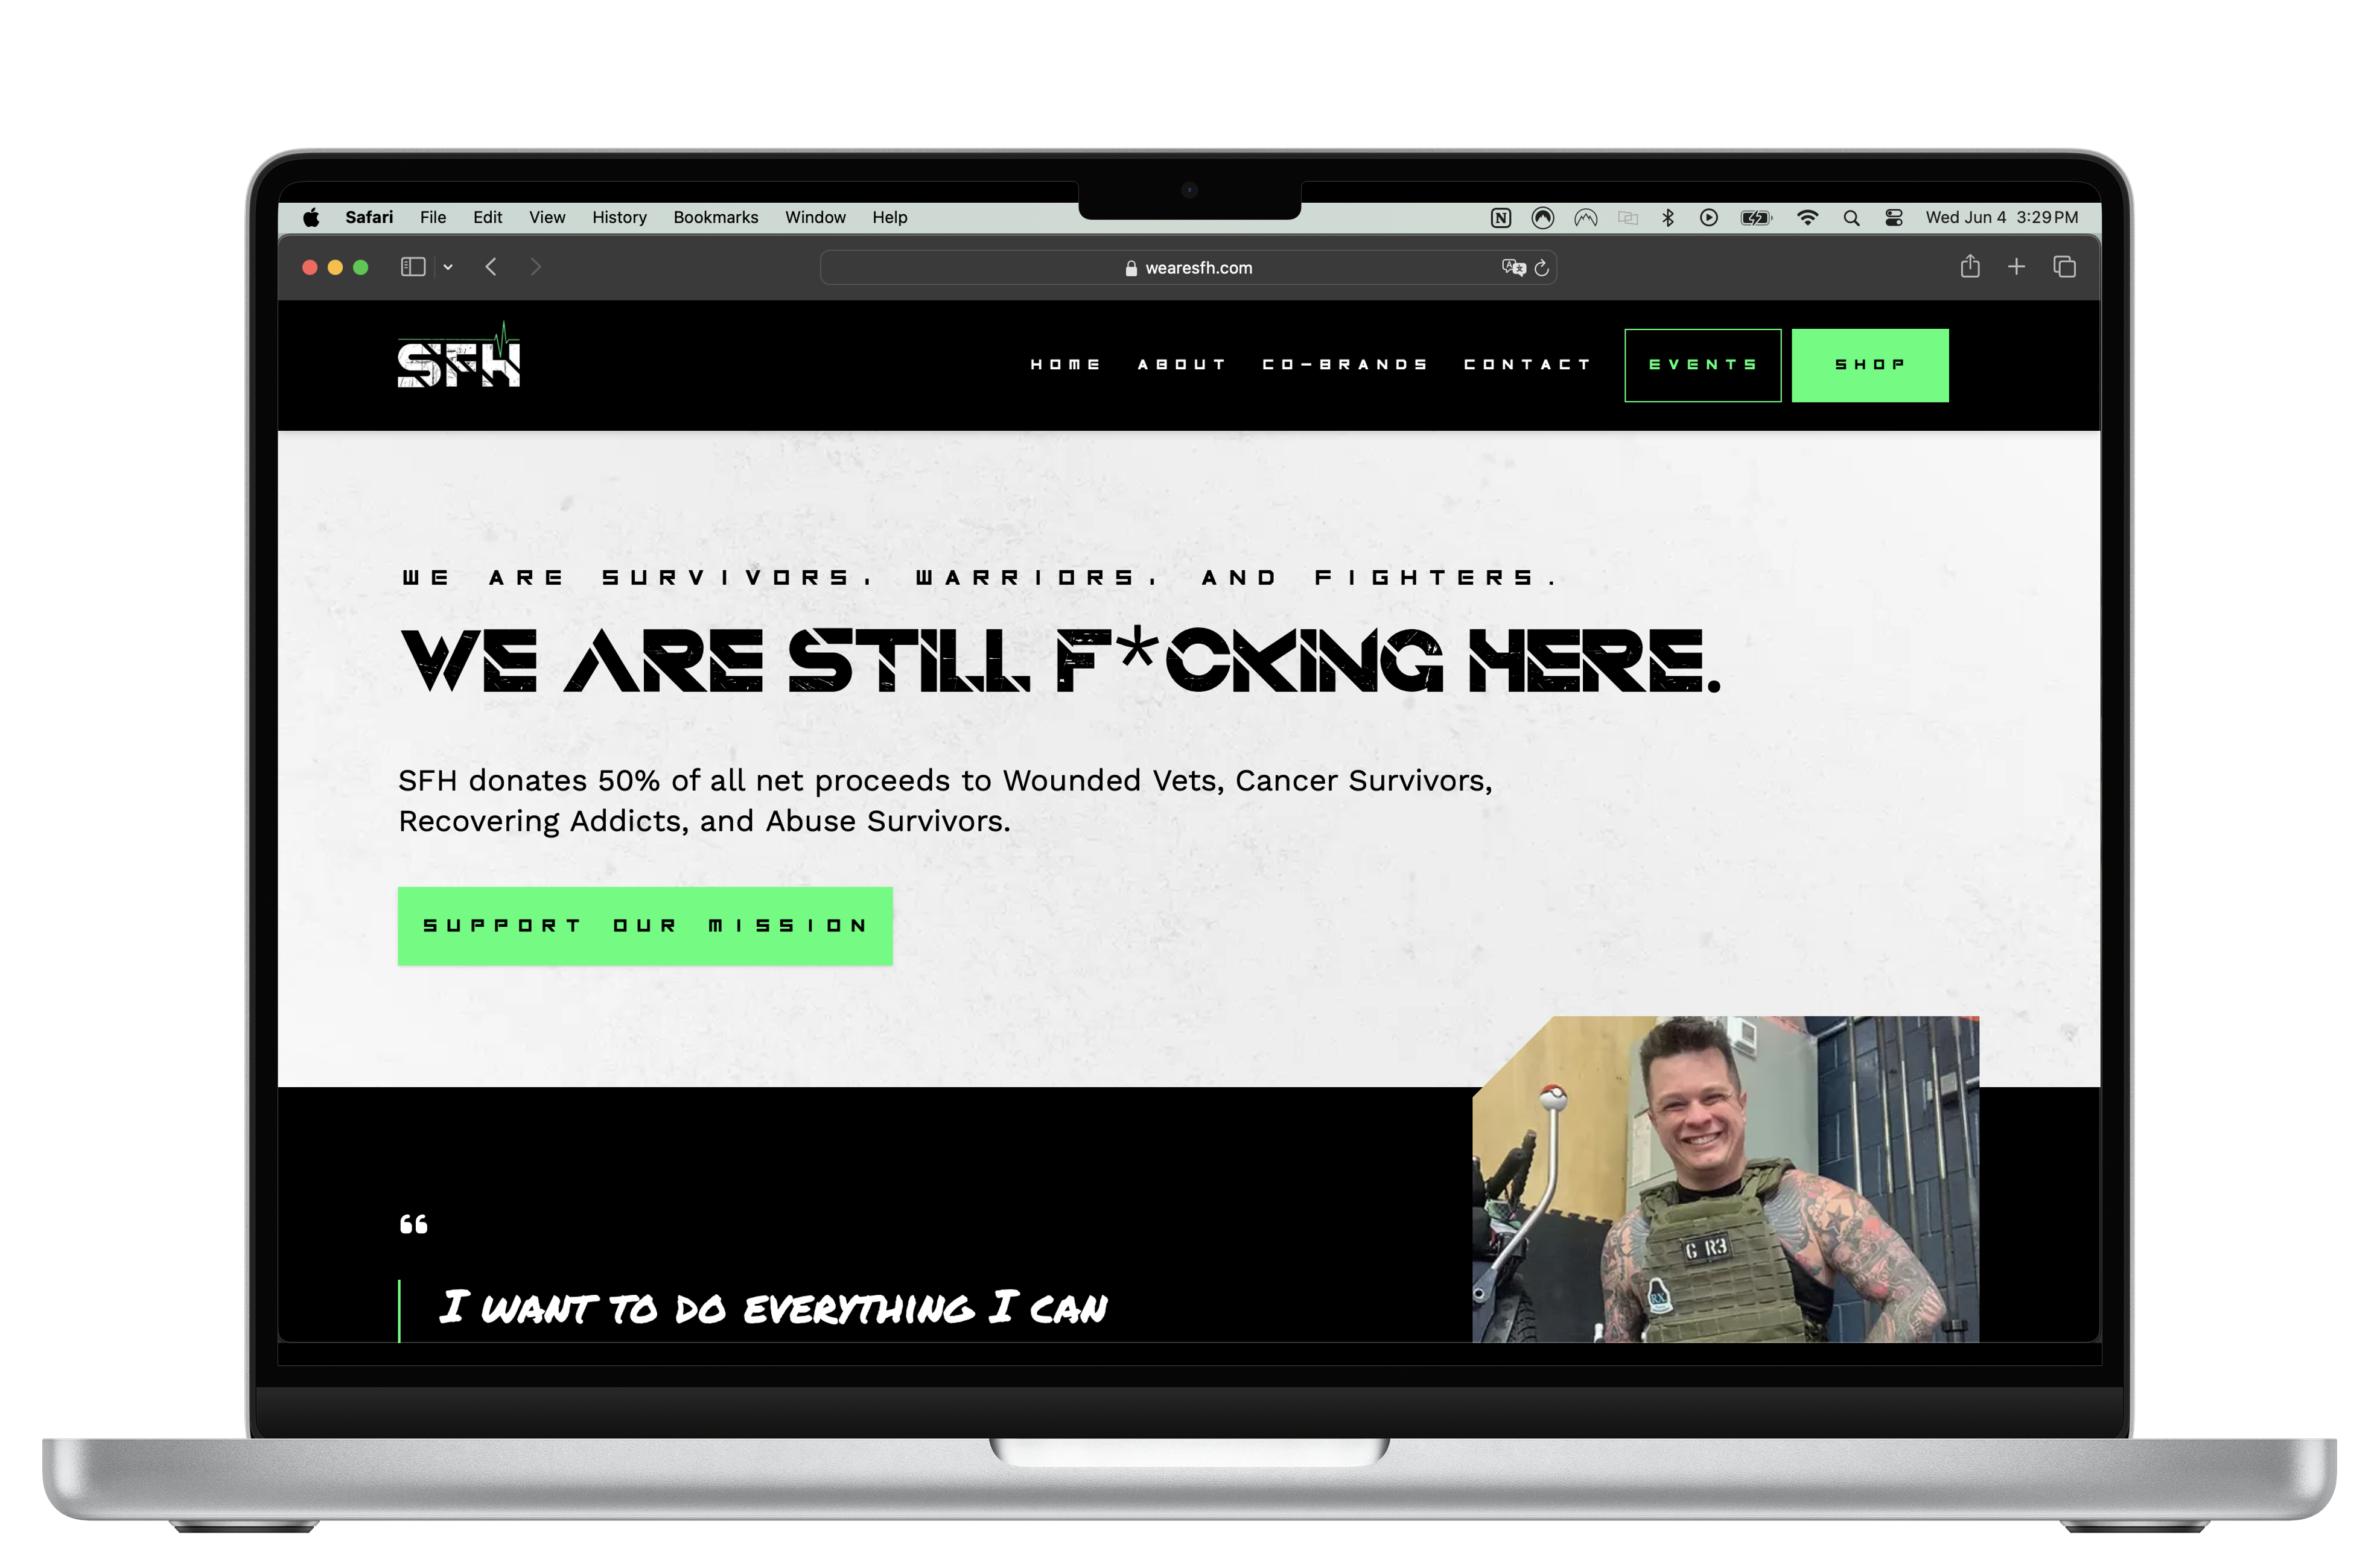 Safari File Edit View History Bookmarks Window Help
Wed Jun 4 3:29 PM
wearesfh.com
SFH
HOME ABOUT CO-BRANDS CONTACT EVENTS SHOP
WE ARE SURVIVORS, WARRIORS, AND FIGHTERS.
WE ARE STILL F*CKING HERE.
SFH donates 50% of all net proceeds to Wounded Vets, Cancer Survivors,
Recovering Addicts, and Abuse Survivors.
SUPPORT OUR MISSION
“
I WANT TO DO EVERYTHING I CAN
G R3
RX